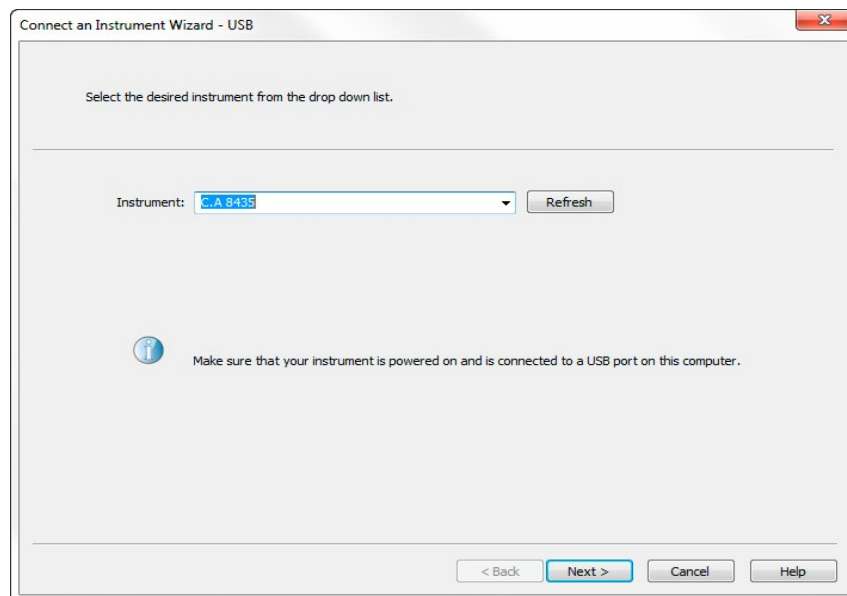 Connect an Instrument Wizard - USB
Select the desired instrument from the drop down list.
Instrument: C.A 8435 Refresh
Make sure that your instrument is powered on and is connected to a USB port on this computer.
< Back Next > Cancel Help